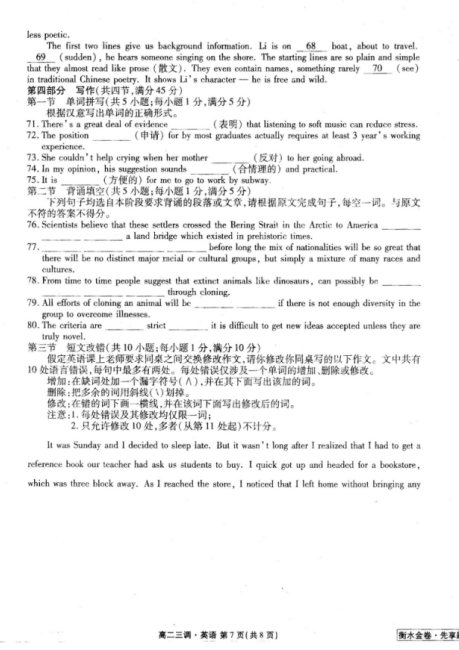 less poetic.
The first two lines give us background information. Li is on 68 boat, about to travel.
69 (sudden), he hears someone singing on the shore. The starting lines are so plain and simple
that they almost read like prose (散文). They even contain names, something rarely 70 (see)
in traditional Chinese poetry. It shows Li's character — he is free and wild.
第四部分 写作(共四节,满分45分)
第一节 单词拼写(共5小题;每小题1分,满分5分)
根据汉意写出单词的正确形式。
71. There's a great deal of evidence ________ (表明) that listening to soft music can reduce stress.
72. The position ________ (申请) for by most graduates actually requires at least 3 year's working
experience.
73. She couldn't help crying when her mother ________ (反对) to her going abroad.
74. In my opinion, his suggestion sounds ________ (合情理的) and practical.
75. It is ________ (方便的) for me to go to work by subway.
第二节 背诵填空(共5小题;每小题1分,满分5分)
下列句子均选自本阶段要求背诵的段落或文章,请根据原文完成句子,每空一词。与原文
不符的答案不得分。
76. Scientists believe that these settlers crossed the Bering Strait in the Arctic to America ________
________ ________ a land bridge which existed in prehistoric times.
77. ________ ________ ________ ________ before long the mix of nationalities will be so great that
there will be no distinct major racial or cultural groups, but simply a mixture of many races and
cultures.
78. From time to time people suggest that extinct animals like dinosaurs, can possibly be ________
________ ________ ________ through cloning.
79. All efforts of cloning an animal will be ________ ________ if there is not enough diversity in the
group to overcome illnesses.
80. The criteria are ________ strict ________ it is difficult to get new ideas accepted unless they are
truly novel.
第三节 短文改错(共10小题;每小题1分,满分10分)
假定英语课上老师要求同桌之间交换修改作文,请你修改你同桌写的以下作文。文中共有
10处语言错误,每句中最多有两处。每处错误仅涉及一个单词的增加、删除或修改。
增加:在缺词处加一个漏字符号(∧),并在其下面写出该加的词。
删除:把多余的词用斜线(\)划掉。
修改:在错的词下画一横线,并在该词下面写出修改后的词。
注意:1. 每处错误及其修改均仅限一词;
2. 只允许修改10处,多者(从第11处起)不计分。
It was Sunday and I decided to sleep late. But it wasn't long after I realized that I had to get a
reference book our teacher had ask us students to buy. I quick got up and headed for a bookstore,
which was three block away. As I reached the store, I noticed that I left home without bringing any
高二三调·英语 第7页(共8页)
衡水金卷·先享